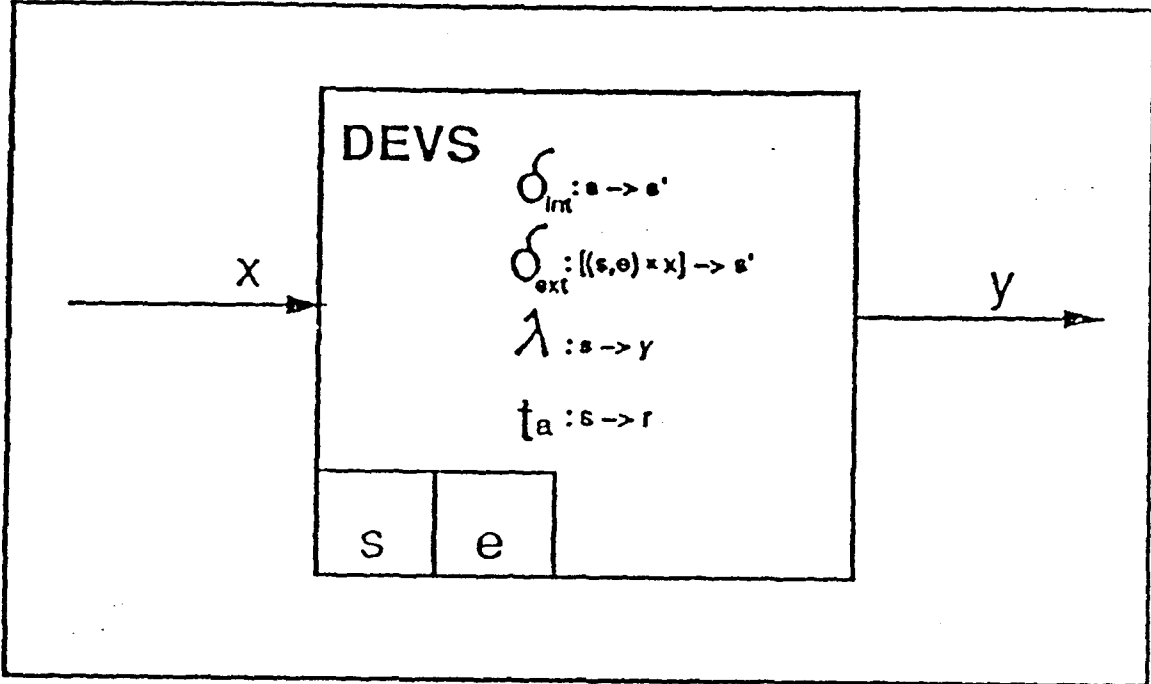 DEVS
δint: s -> s'
δext: [(s,e) × x] -> s'
x
y
λ : s -> y
ta : s -> r
s e